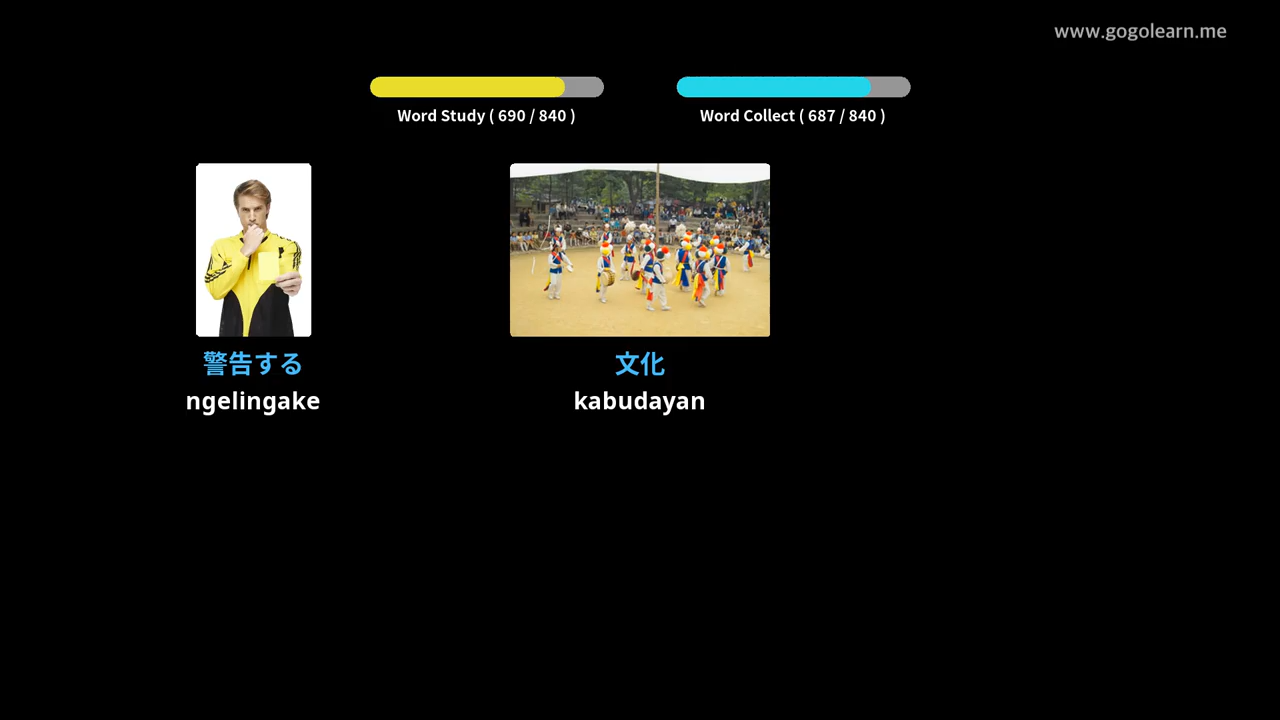 www.gogolearn.me
Word Study ( 690 / 840 )
Word Collect ( 687 / 840 )
警告する
ngelingake
文化
kabudayan